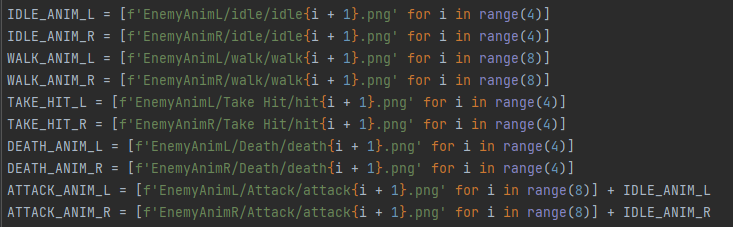 IDLE_ANIM_L = [f'EnemyAnimL/idle/idle{i + 1}.png' for i in range(4)]
IDLE_ANIM_R = [f'EnemyAnimR/idle/idle{i + 1}.png' for i in range(4)]
WALK_ANIM_L = [f'EnemyAnimL/walk/walk{i + 1}.png' for i in range(8)]
WALK_ANIM_R = [f'EnemyAnimR/walk/walk{i + 1}.png' for i in range(8)]
TAKE_HIT_L = [f'EnemyAnimL/Take Hit/hit{i + 1}.png' for i in range(4)]
TAKE_HIT_R = [f'EnemyAnimR/Take Hit/hit{i + 1}.png' for i in range(4)]
DEATH_ANIM_L = [f'EnemyAnimL/Death/death{i + 1}.png' for i in range(4)]
DEATH_ANIM_R = [f'EnemyAnimR/Death/death{i + 1}.png' for i in range(4)]
ATTACK_ANIM_L = [f'EnemyAnimL/Attack/attack{i + 1}.png' for i in range(8)] + IDLE_ANIM_L
ATTACK_ANIM_R = [f'EnemyAnimR/Attack/attack{i + 1}.png' for i in range(8)] + IDLE_ANIM_R